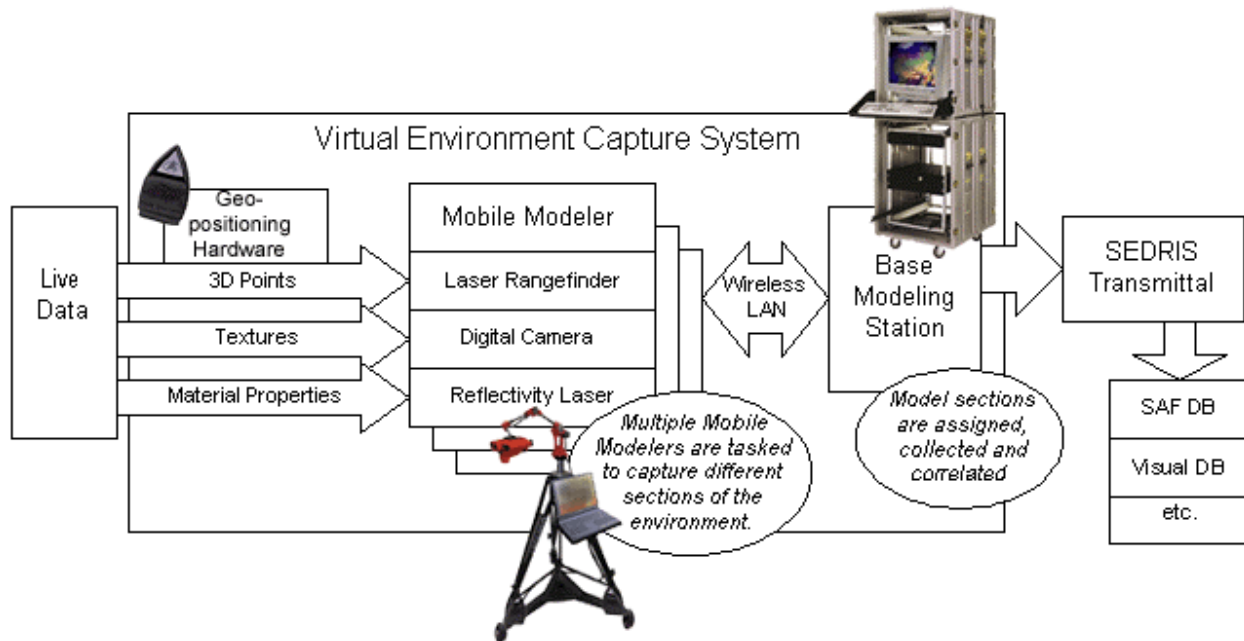 Virtual Environment Capture System
Geo-
positioning
Hardware
Live
Data
3D Points
Textures
Material Properties
Mobile Modeler
Laser Rangefinder
Digital Camera
Reflectivity Laser
Multiple Mobile
Modelers are tasked
to capture different
sections of the
environment.
Wireless
LAN
Base
Modeling
Station
Model sections
are assigned,
collected and
correlated
SEDRIS
Transmittal
SAF DB
Visual DB
etc.